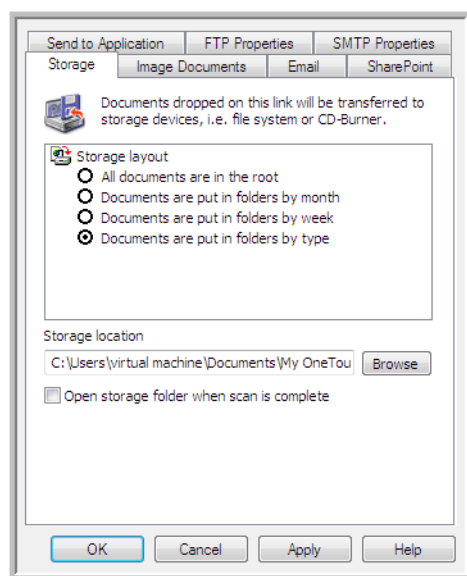 Send to Application FTP Properties SMTP Properties
Storage Image Documents Email SharePoint
Documents dropped on this link will be transferred to
storage devices, i.e. file system or CD-Burner.
Storage layout
All documents are in the root
Documents are put in folders by month
Documents are put in folders by week
Documents are put in folders by type
Storage location
C:\Users\virtual machine\Documents\My OneTou Browse
Open storage folder when scan is complete
OK Cancel Apply Help